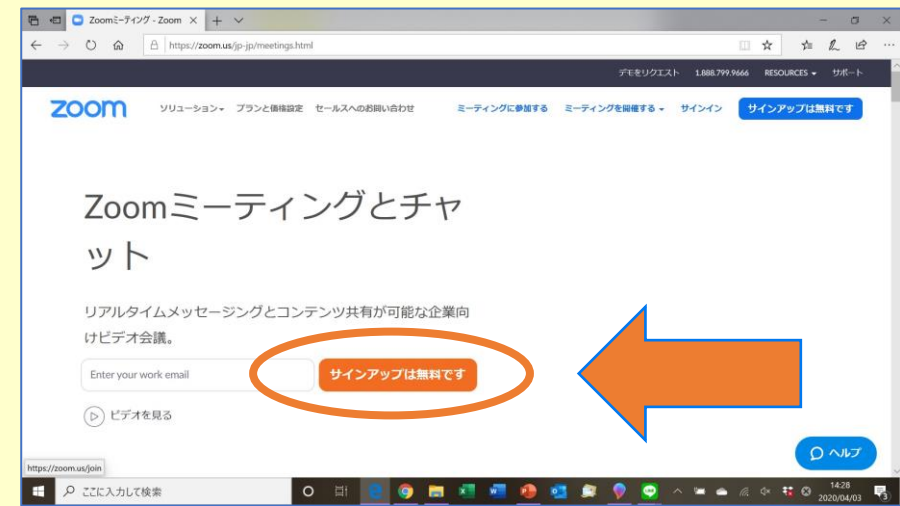 Zoomミーティング - Zoom
https://zoom.us/jp-jp/meetings.html
デモをリクエスト 1.888.799.9666 RESOURCES サポート
zoom ソリューション プランと価格設定 セールスへのお問い合わせ ミーティングに参加する ミーティングを開催する サインイン サインアップは無料です
Zoomミーティングとチャ
ット
リアルタイムメッセージングとコンテンツ共有が可能な企業向
けビデオ会議。
Enter your work email サインアップは無料です
ビデオを見る
ヘルプ
https://zoom.us/join
ここに入力して検索
14:28
2020/04/03